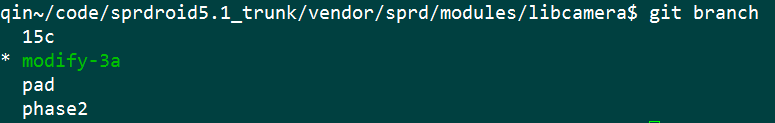 qin~/code/sprdroid5.1_trunk/vendor/sprd/modules/libcamera$ git branch
15c
* modify-3a
pad
phase2